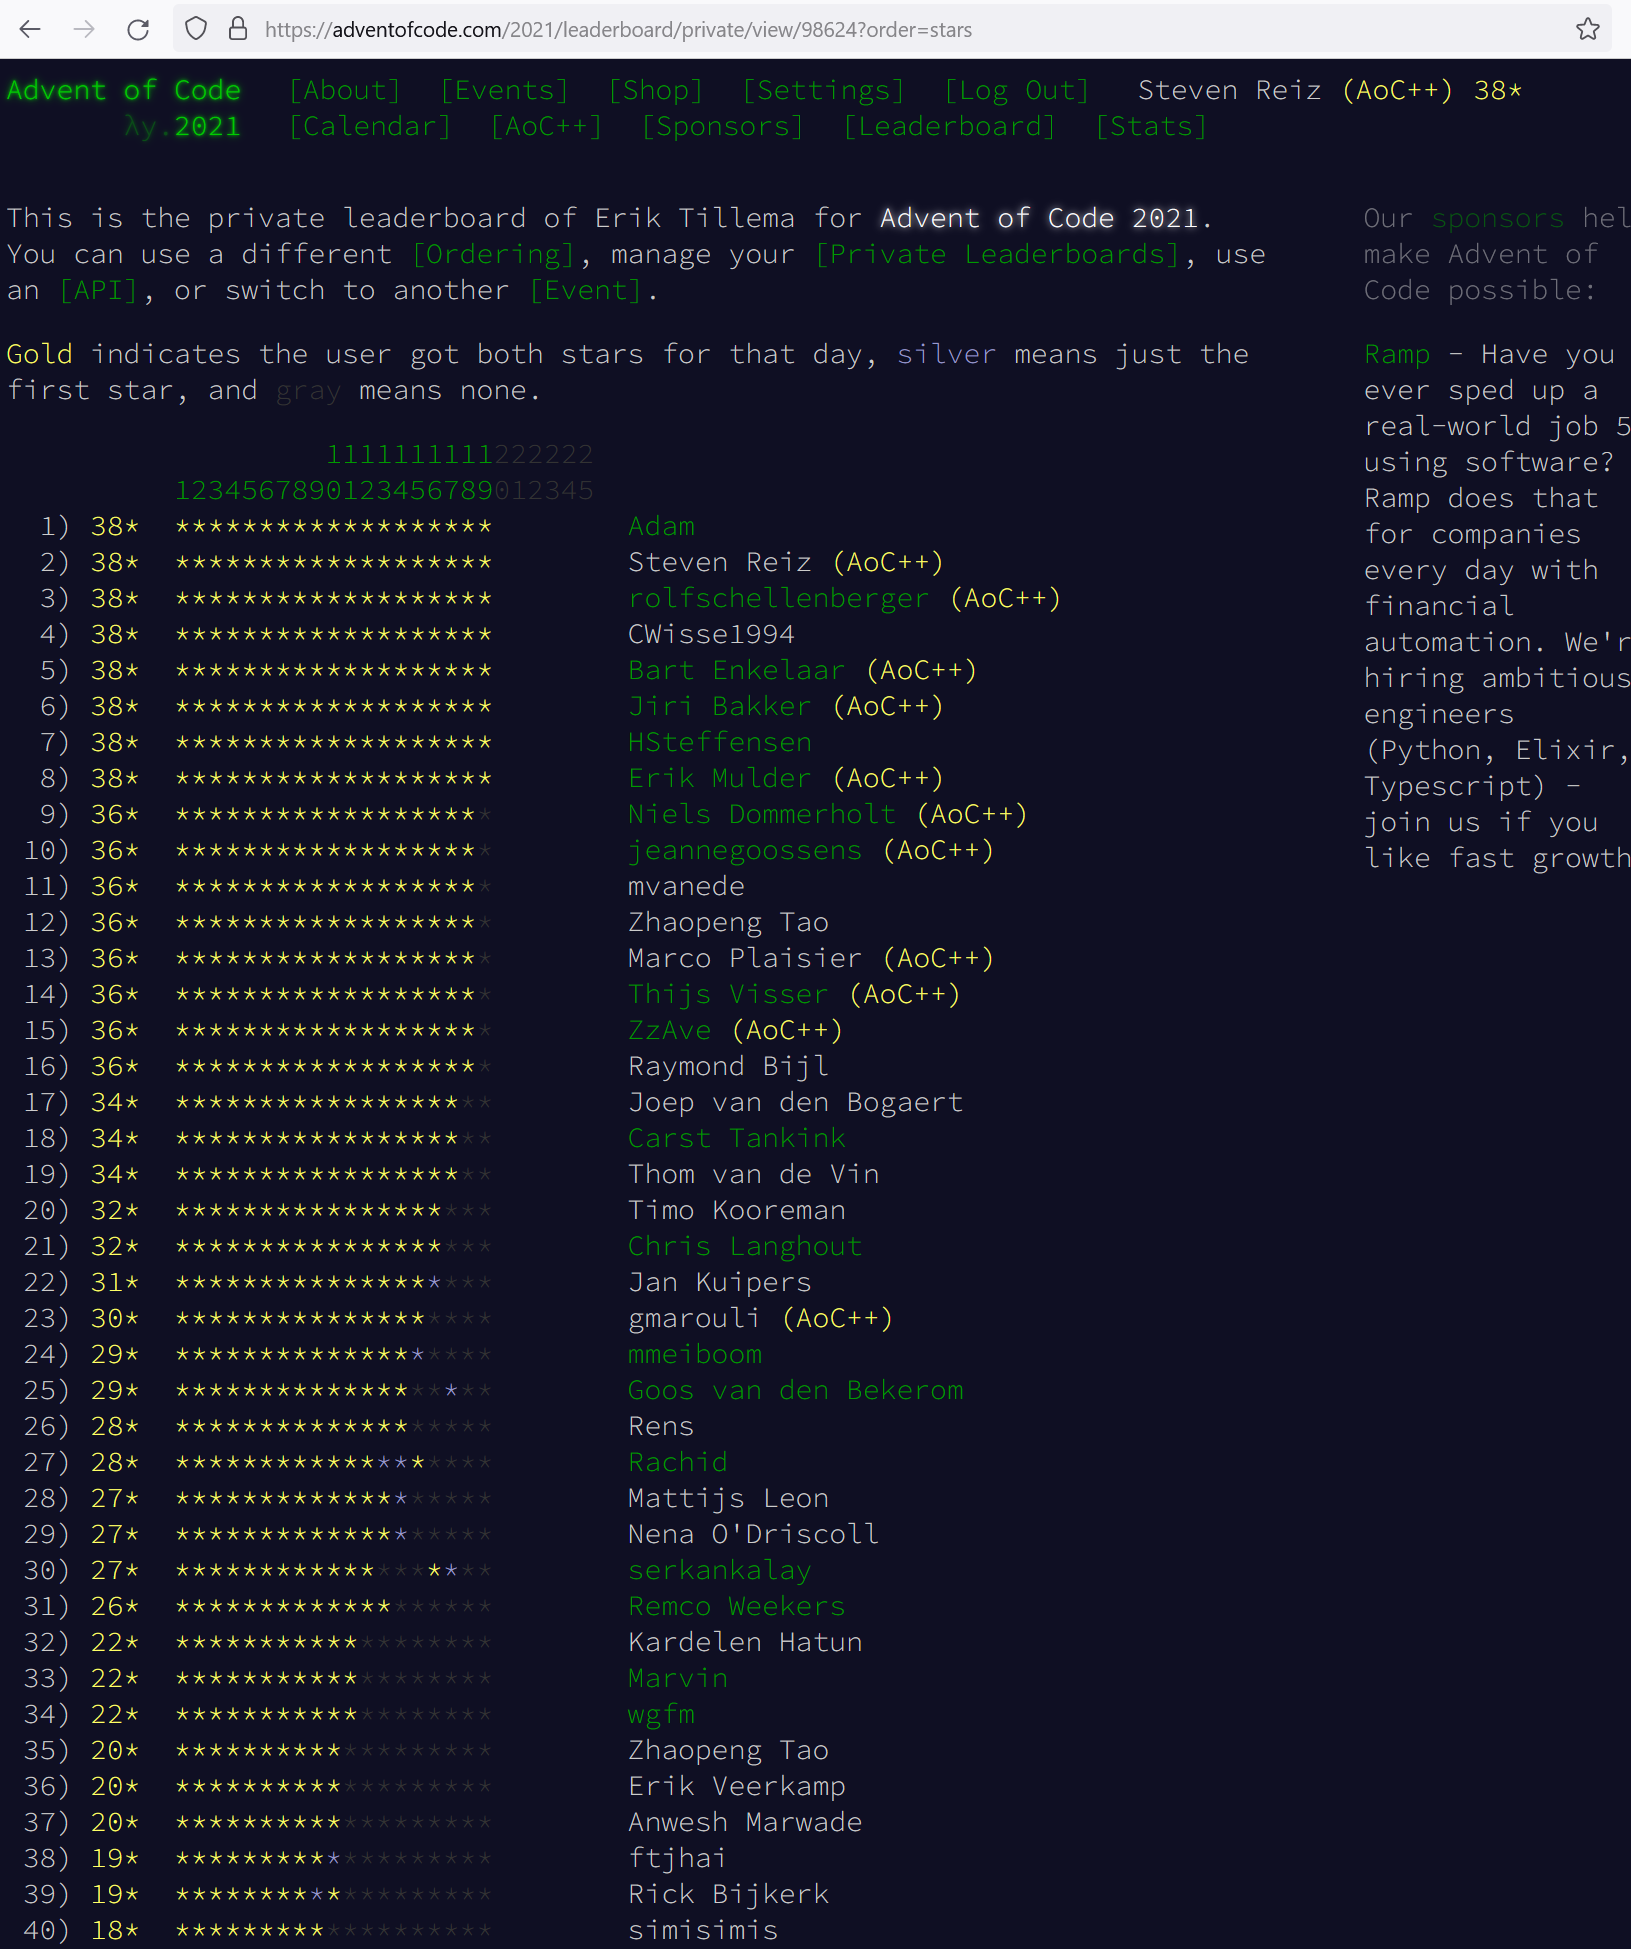 https://adventofcode.com/2021/leaderboard/private/view/98624?order=stars
Advent of Code [About] [Events] [Shop] [Settings] [Log Out] Steven Reiz (AoC++) 38*
λy.2021 [Calendar] [AoC++] [Sponsors] [Leaderboard] [Stats]
This is the private leaderboard of Erik Tillema for Advent of Code 2021.
You can use a different [Ordering], manage your [Private Leaderboards], use
an [API], or switch to another [Event].
Gold indicates the user got both stars for that day, silver means just the
first star, and gray means none.
1111111111222222
1234567890123456789012345
1) 38* ******************* Adam
2) 38* ******************* Steven Reiz (AoC++)
3) 38* ******************* rolfschellenberger (AoC++)
4) 38* ******************* CWisse1994
5) 38* ******************* Bart Enkelaar (AoC++)
6) 38* ******************* Jiri Bakker (AoC++)
7) 38* ******************* HSteffensen
8) 38* ******************* Erik Mulder (AoC++)
9) 36* ******************* Niels Dommerholt (AoC++)
10) 36* ******************* jeannegoossens (AoC++)
11) 36* ******************* mvanede
12) 36* ******************* Zhaopeng Tao
13) 36* ******************* Marco Plaisier (AoC++)
14) 36* ******************* Thijs Visser (AoC++)
15) 36* ******************* ZzAve (AoC++)
16) 36* ******************* Raymond Bijl
17) 34* ******************* Joep van den Bogaert
18) 34* ******************* Carst Tankink
19) 34* ******************* Thom van de Vin
20) 32* ******************* Timo Kooreman
21) 32* ******************* Chris Langhout
22) 31* ******************* Jan Kuipers
23) 30* ******************* gmarouli (AoC++)
24) 29* ******************* mmeiboom
25) 29* ******************* Goos van den Bekerom
26) 28* ******************* Rens
27) 28* ******************* Rachid
28) 27* ******************* Mattijs Leon
29) 27* ******************* Nena O'Driscoll
30) 27* ******************* serkankalay
31) 26* ******************* Remco Weekers
32) 22* ******************* Kardelen Hatun
33) 22* ******************* Marvin
34) 22* ******************* wgfm
35) 20* ******************* Zhaopeng Tao
36) 20* ******************* Erik Veerkamp
37) 20* ******************* Anwesh Marwade
38) 19* ******************* ftjhai
39) 19* ******************* Rick Bijkerk
40) 18* ******************* simisimis
Our sponsors hel
make Advent of
Code possible:
Ramp - Have you
ever sped up a
real-world job 5
using software?
Ramp does that
for companies
every day with
financial
automation. We'r
hiring ambitious
engineers
(Python, Elixir,
Typescript) -
join us if you
like fast growth